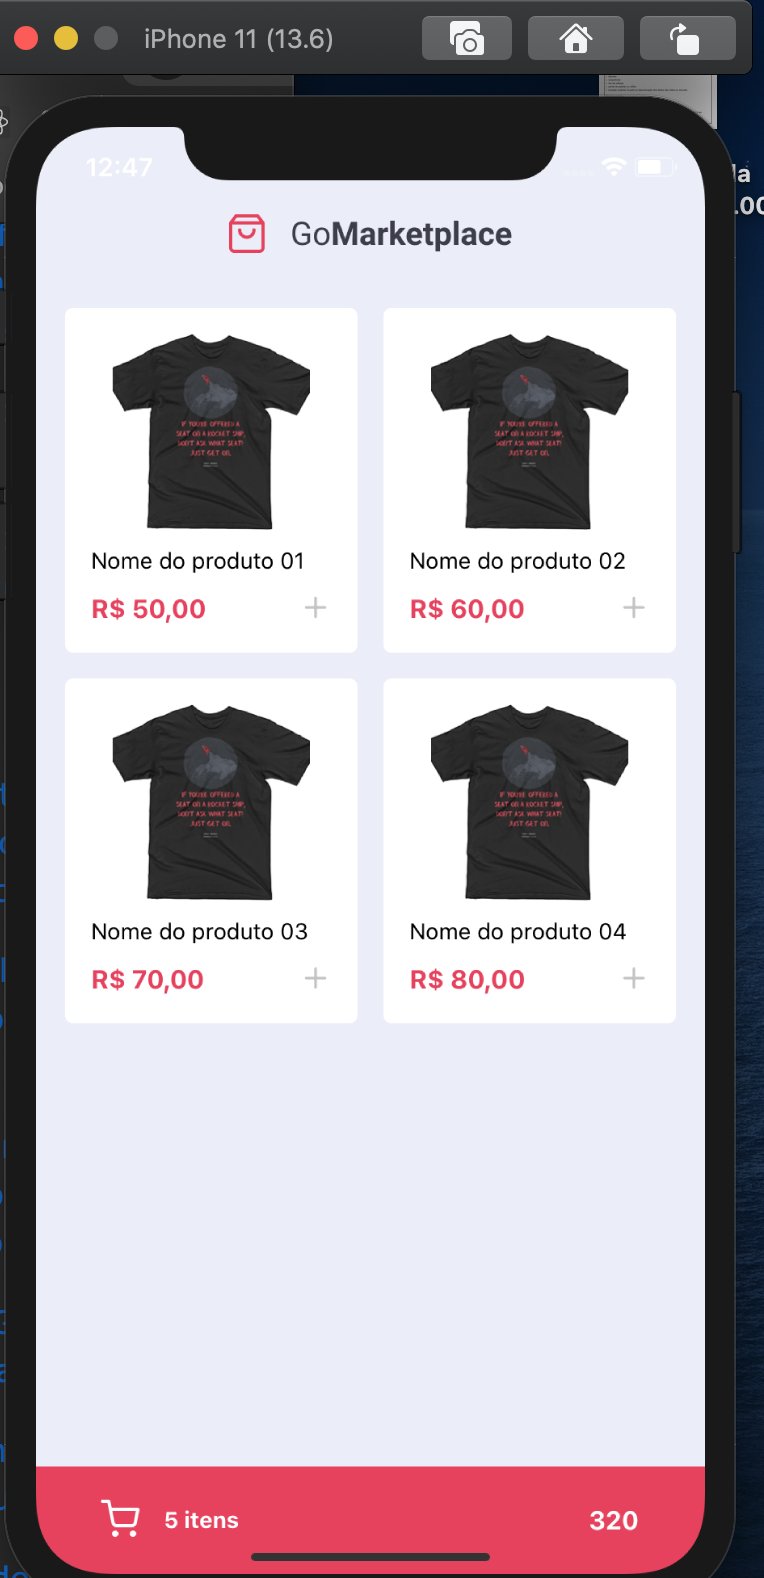 iPhone 11 (13.6)
12:47
GoMarketplace
IF YOU'RE OFFERED A
SEAT ON A ROCKET SHIP,
DON'T ASK WHAT SEAT!
JUST GET ON.
IF YOU'RE OFFERED A
SEAT ON A ROCKET SHIP,
DON'T ASK WHAT SEAT!
JUST GET ON.
Nome do produto 01
Nome do produto 02
R$ 50,00
R$ 60,00
IF YOU'RE OFFERED A
SEAT ON A ROCKET SHIP,
DON'T ASK WHAT SEAT!
JUST GET ON.
IF YOU'RE OFFERED A
SEAT ON A ROCKET SHIP,
DON'T ASK WHAT SEAT!
JUST GET ON.
Nome do produto 03
Nome do produto 04
R$ 70,00
R$ 80,00
5 itens
320